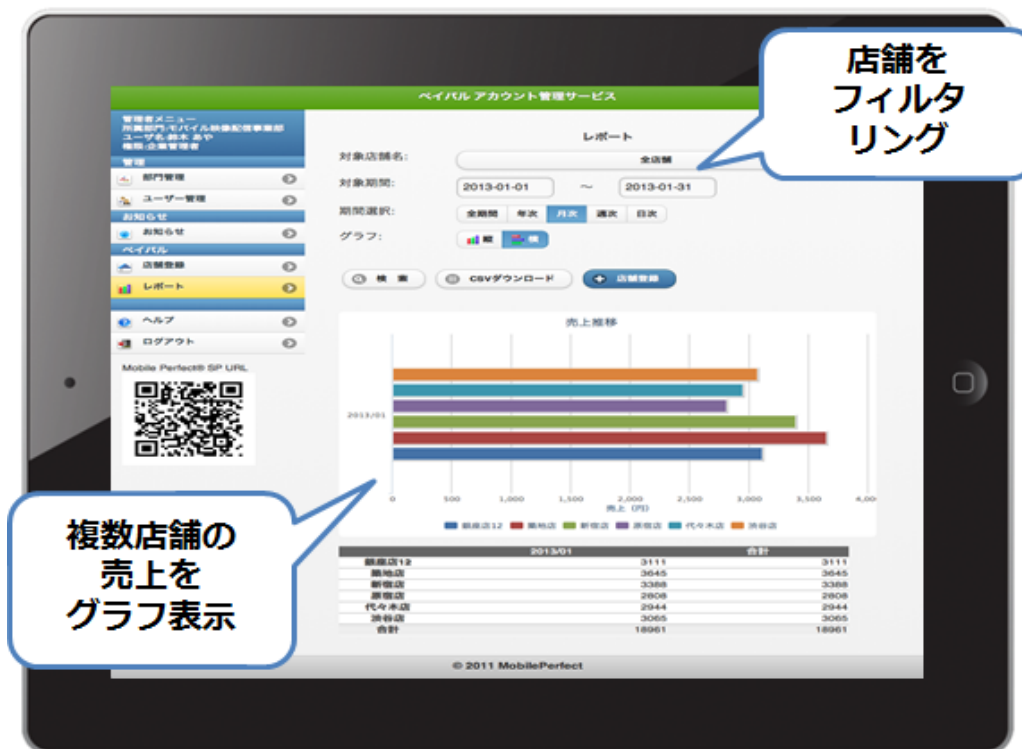 店舗を
フィルタ
リング
ペイパル アカウント管理サービス
管理者メニュー
所属部門:モバイル映像配信事業部
ユーザ名:鈴木 あや
権限:企業管理者
管理
部門管理
ユーザー管理
お知らせ
お知らせ
ペイパル
店舗登録
レポート
ヘルプ
ログアウト
Mobile Perfect® SP URL
レポート
対象店舗名:
全店舗
対象期間:
2013-01-01 ～ 2013-01-31
期間選択:
全期間 年次 月次 週次 日次
グラフ:
縦 横
検 索 CSVダウンロード 店舗登録
売上推移
2013/01
0 500 1,000 1,500 2,000 2,500 3,000 3,500 4,00
売上 (円)
銀座店12 築地店 新宿店 原宿店 代々木店 渋谷店
2013/01 合計
銀座店12 3111 3111
築地店 3645 3645
新宿店 3388 3388
原宿店 2808 2808
代々木店 2944 2944
渋谷店 3065 3065
合計 18961 18961
© 2011 MobilePerfect
複数店舗の
売上を
グラフ表示